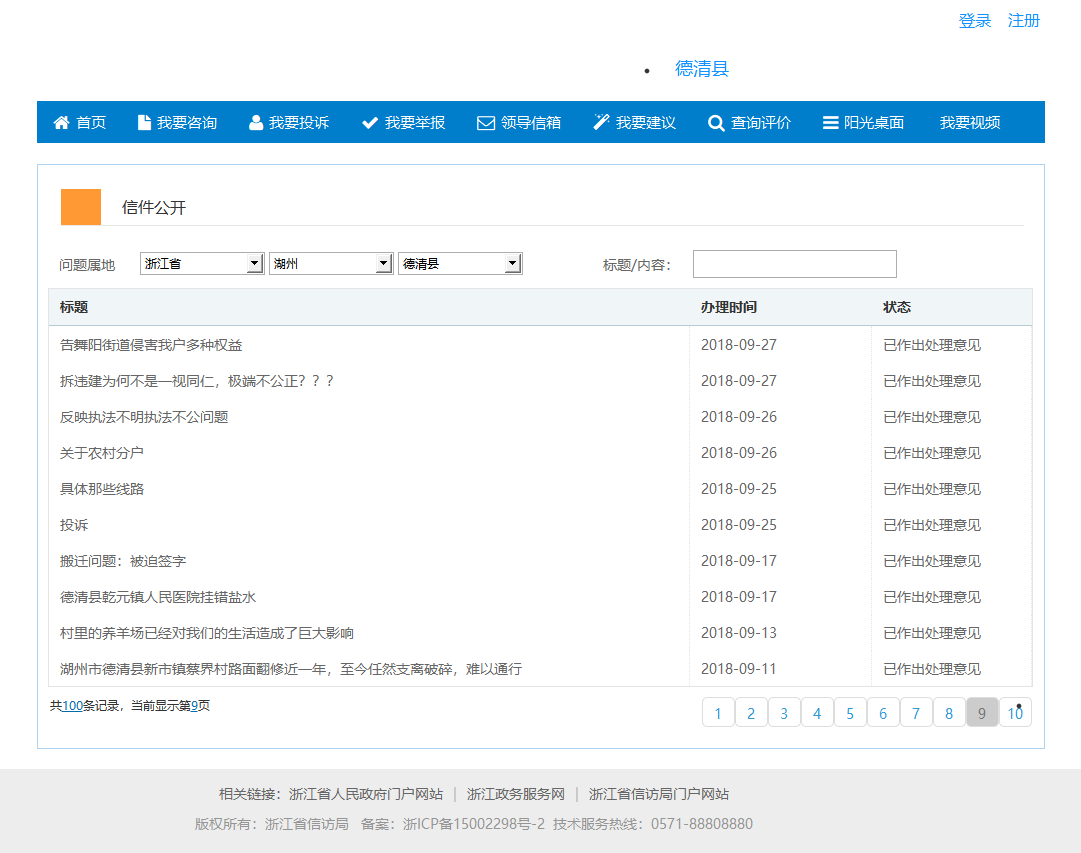 登录 注册
德清县
首页 我要咨询 我要投诉 我要举报 领导信箱 我要建议 查询评价 阳光桌面 我要视频
信件公开
问题属地 浙江省 湖州 德清县 标题/内容：
标题 办理时间 状态
告舞阳街道侵害我户多种权益 2018-09-27 已作出处理意见
拆违建为何不是一视同仁，极端不公正？？？ 2018-09-27 已作出处理意见
反映执法不明执法不公问题 2018-09-26 已作出处理意见
关于农村分户 2018-09-26 已作出处理意见
具体那些线路 2018-09-25 已作出处理意见
投诉 2018-09-25 已作出处理意见
搬迁问题：被迫签字 2018-09-17 已作出处理意见
德清县乾元镇人民医院挂错盐水 2018-09-17 已作出处理意见
村里的养羊场已经对我们的生活造成了巨大影响 2018-09-13 已作出处理意见
湖州市德清县新市镇蔡界村路面翻修近一年，至今任然支离破碎，难以通行 2018-09-11 已作出处理意见
共100条记录，当前显示第9页 1 2 3 4 5 6 7 8 9 10
相关链接：浙江省人民政府门户网站 | 浙江政务服务网 | 浙江省信访局门户网站
版权所有：浙江省信访局 备案：浙ICP备15002298号-2 技术服务热线：0571-88808880